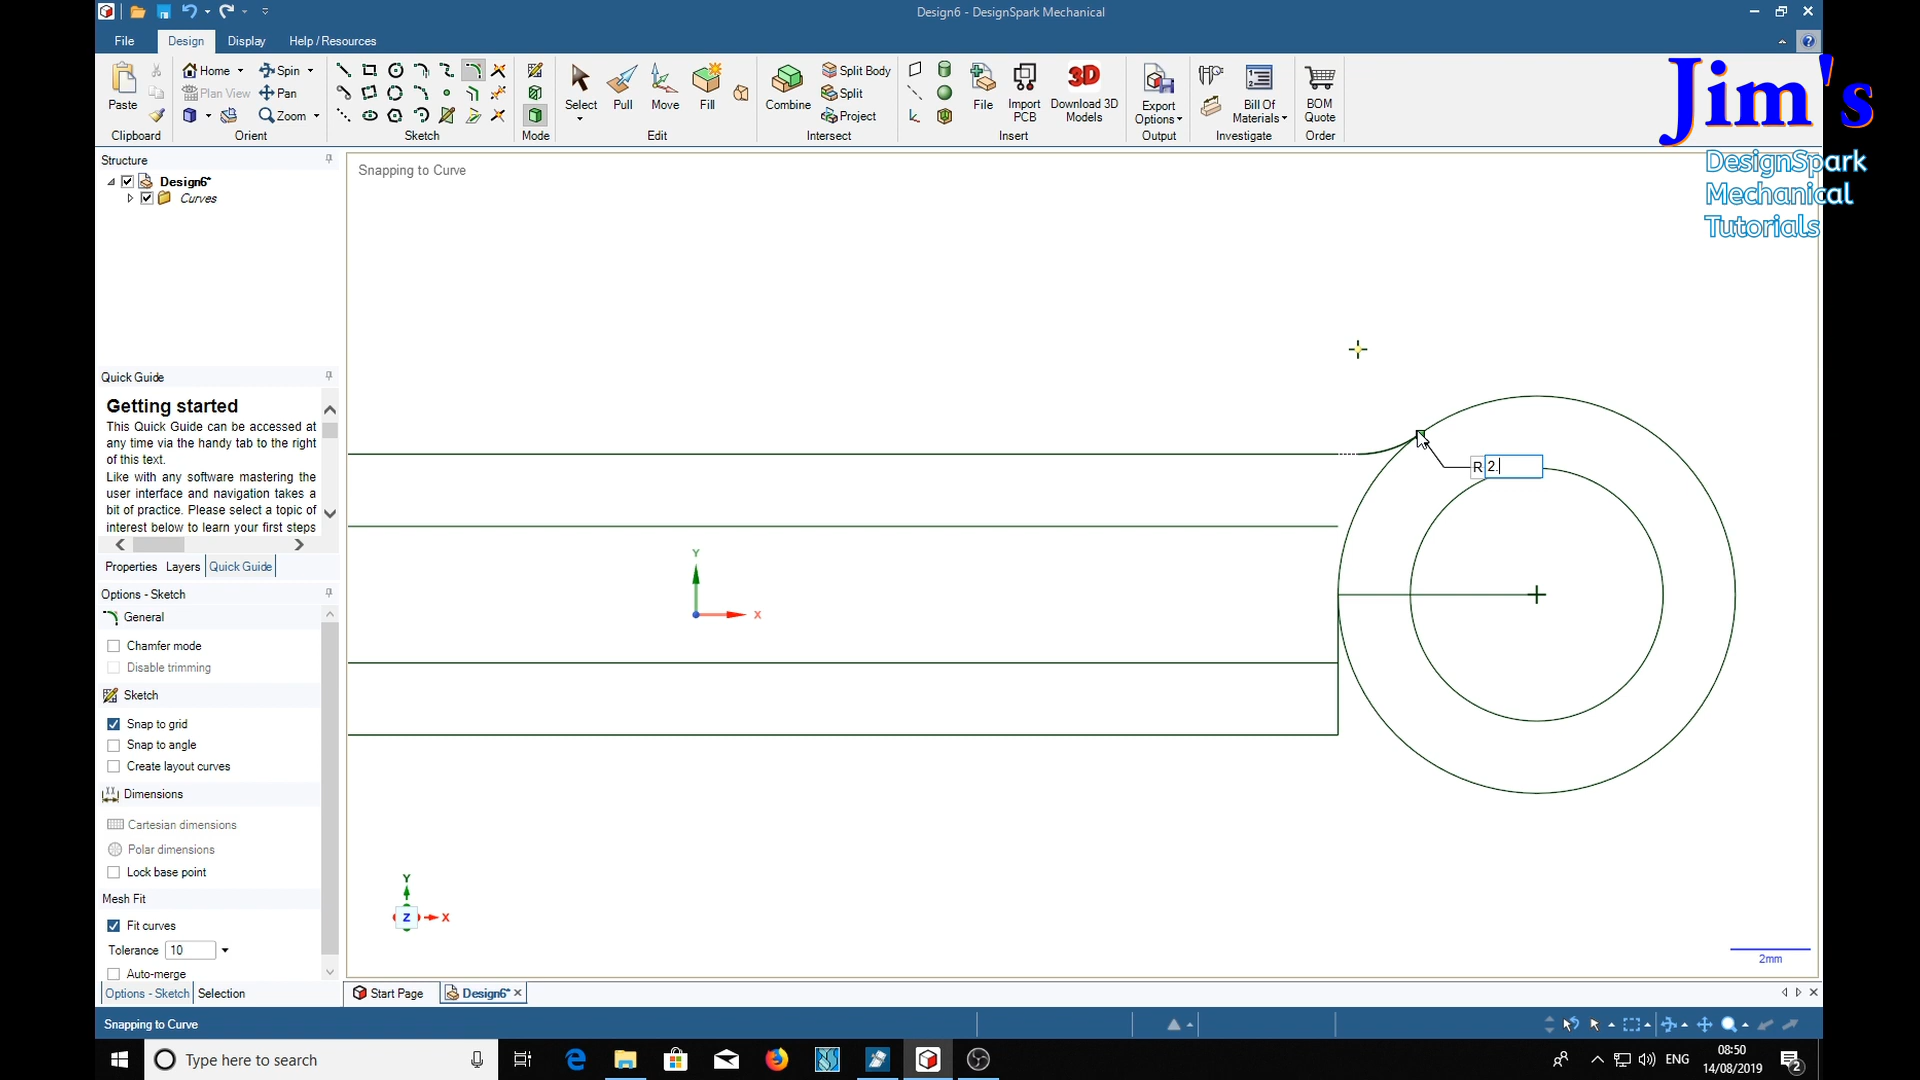 Design6 - DesignSpark Mechanical
File Design Display Help / Resources
Paste
Home Spin
Plan View Pan
Zoom
Select Pull Move Fill
Combine Split Body
Split
Project
File Import PCB Download 3D Models
Export Options
Bill Of Materials
BOM Quote
Clipboard Orient Sketch Mode Edit Intersect Insert Output Investigate Order
3D
Jim's
DesignSpark
Mechanical
Tutorials
Structure
Design6*
Curves
Snapping to Curve
Quick Guide
Getting started
This Quick Guide can be accessed at
any time via the handy tab to the right
of this text.
Like with any software mastering the
user interface and navigation takes a
bit of practice. Please select a topic of
interest below to learn your first steps
Properties Layers Quick Guide
Options - Sketch
General
Chamfer mode
Disable trimming
Sketch
Snap to grid
Snap to angle
Create layout curves
Dimensions
Cartesian dimensions
Polar dimensions
Lock base point
Mesh Fit
Fit curves
Tolerance 10
Auto-merge
Options - Sketch Selection
R 2.
Y
X
Y
Z X
2mm
Start Page Design6*
Snapping to Curve
Type here to search
ENG
08:50
14/08/2019
2